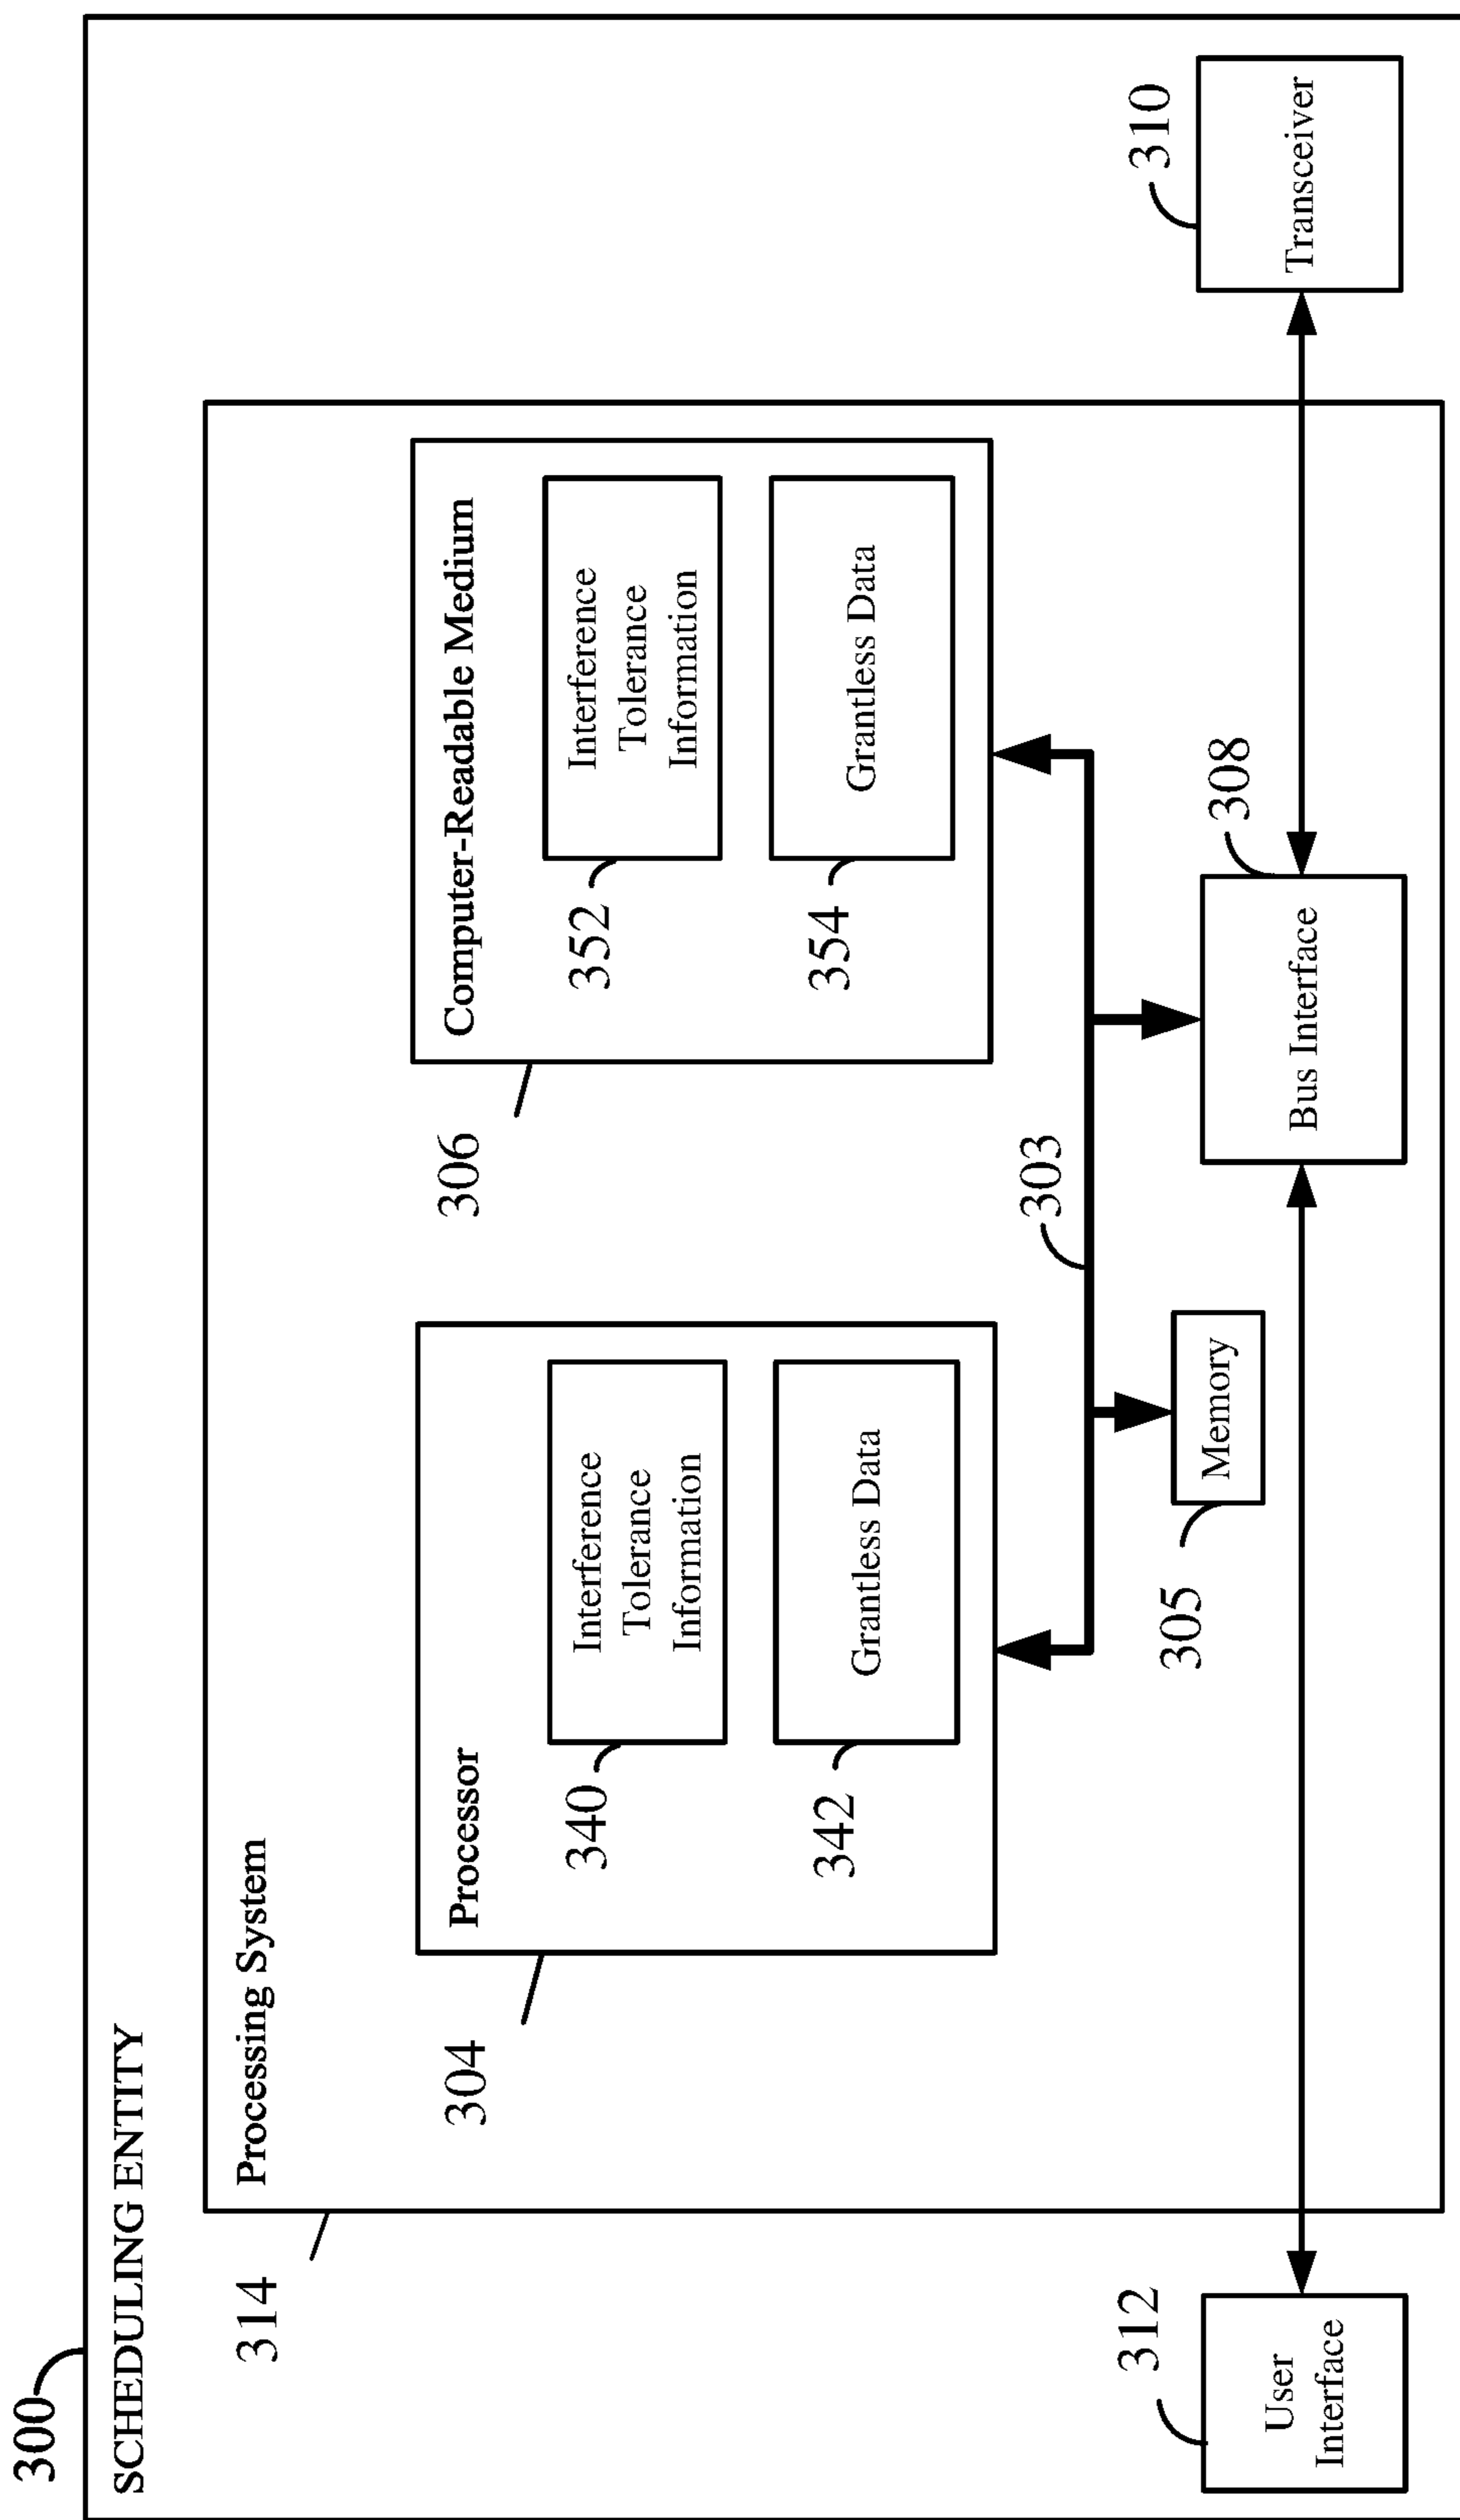 300
SCHEDULING ENTITY
314
Processing System
304
Processor
340
Interference
Tolerance
Information
342
Grantless Data
306
Computer-Readable Medium
352
Interference
Tolerance
Information
354
Grantless Data
303
305
Memory
308
Bus Interface
312
User
Interface
310
Transceiver